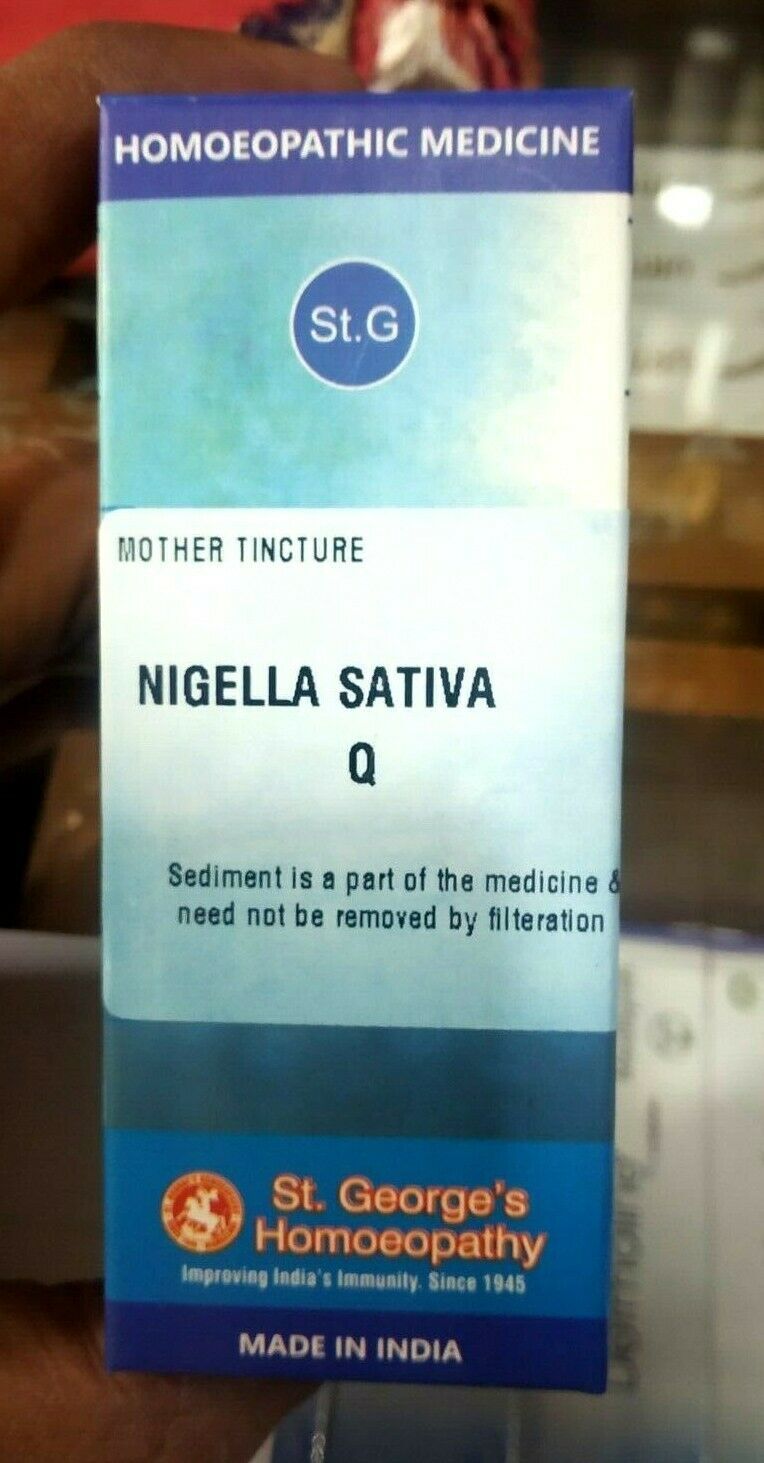 HOMOEOPATHIC MEDICINE
St.G
MOTHER TINCTURE
NIGELLA SATIVA
Q
Sediment is a part of the medicine &
need not be removed by filteration
St. George's
Homoeopathy
Improving India's Immunity. Since 1945
MADE IN INDIA